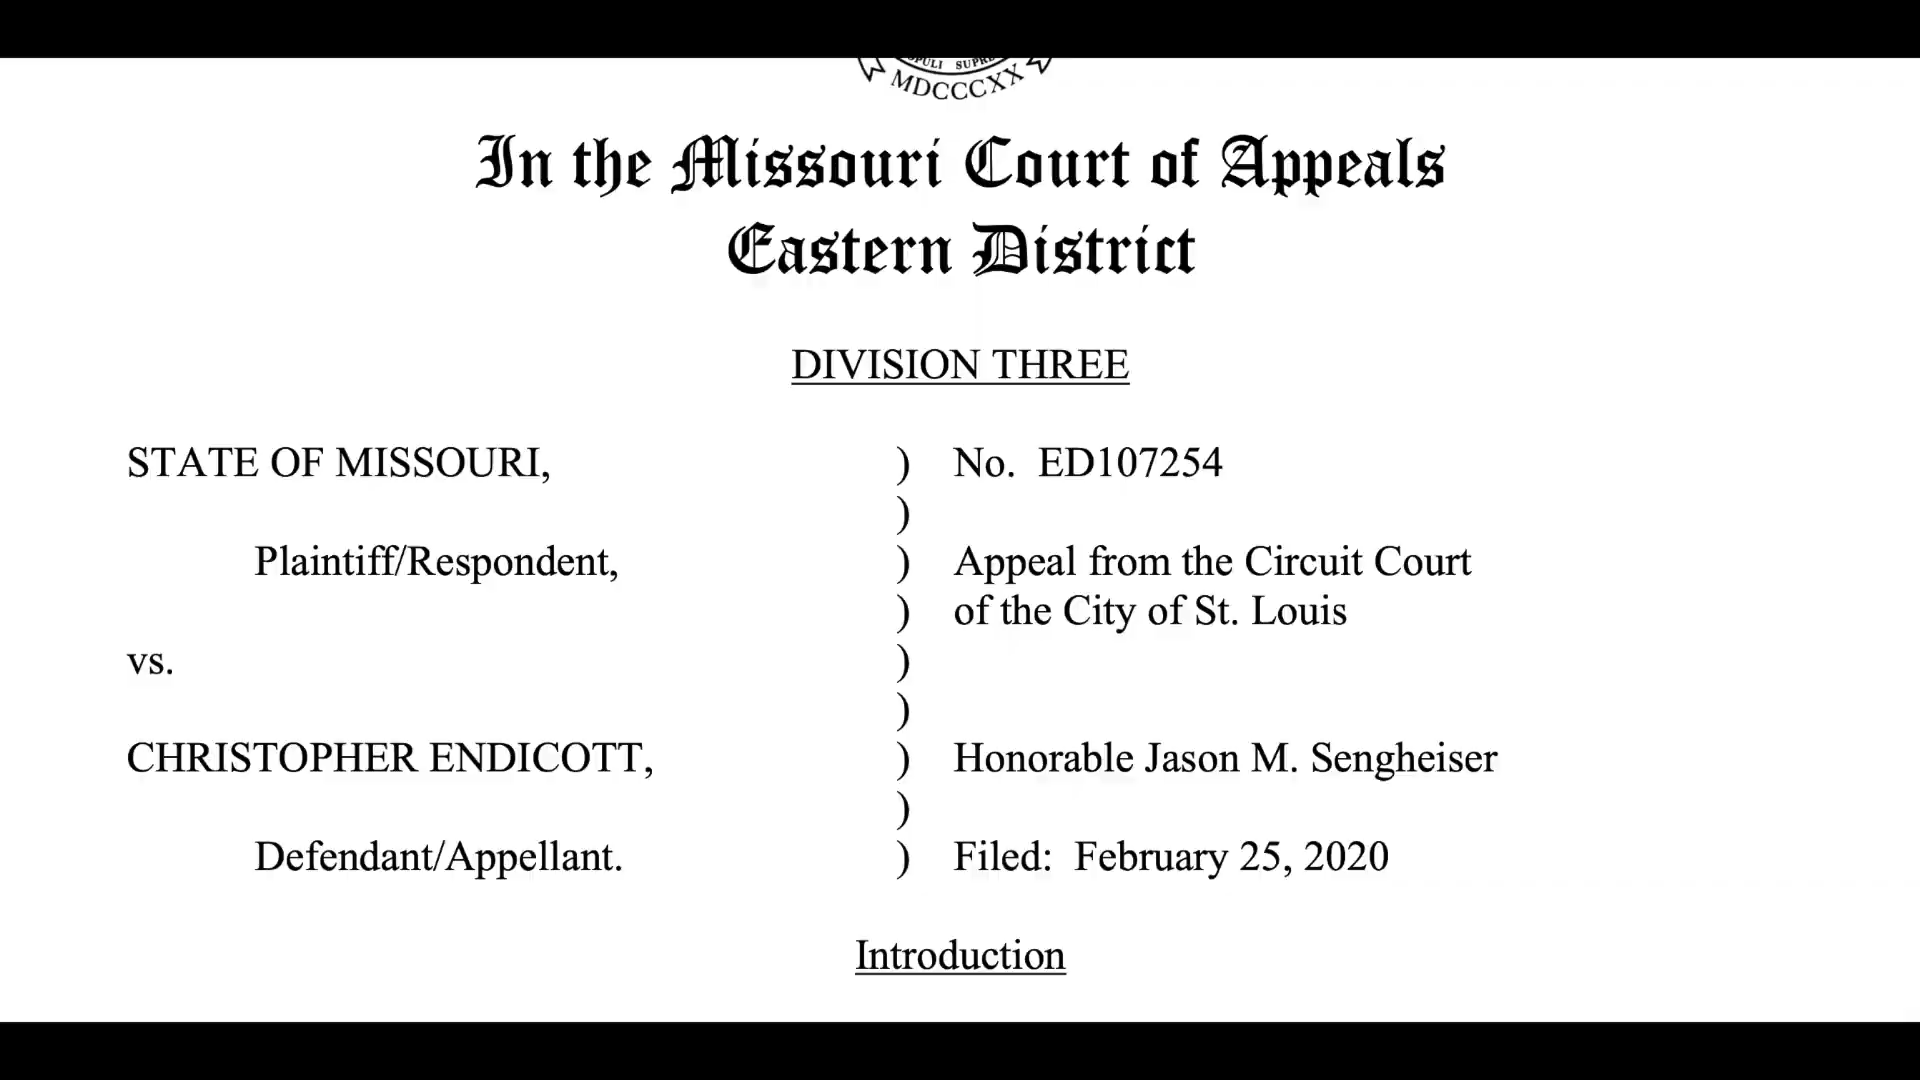 MDCCCXX
In the Missouri Court of Appeals
Eastern District
DIVISION THREE
STATE OF MISSOURI, ) No. ED107254
)
Plaintiff/Respondent, ) Appeal from the Circuit Court
) of the City of St. Louis
vs. )
)
CHRISTOPHER ENDICOTT, ) Honorable Jason M. Sengheiser
)
Defendant/Appellant. ) Filed: February 25, 2020
Introduction